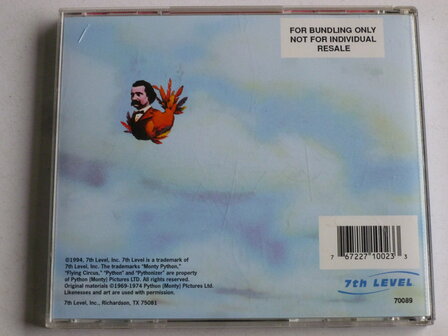 FOR BUNDLING ONLY
NOT FOR INDIVIDUAL
RESALE
©1994, 7th Level, Inc. 7th Level is a trademark of
7th Level, Inc. The trademarks "Monty Python,"
"Flying Circus," "Python" and "Pythonizer" are property
of Python (Monty) Pictures LTD. All rights reserved.
Original materials ©1969-1974 Python (Monty) Pictures Ltd.
Likenesses and art are used with permission.
7th Level, Inc., Richardson, TX 75081
7 67227 10023 3
7th LEVEL
70089